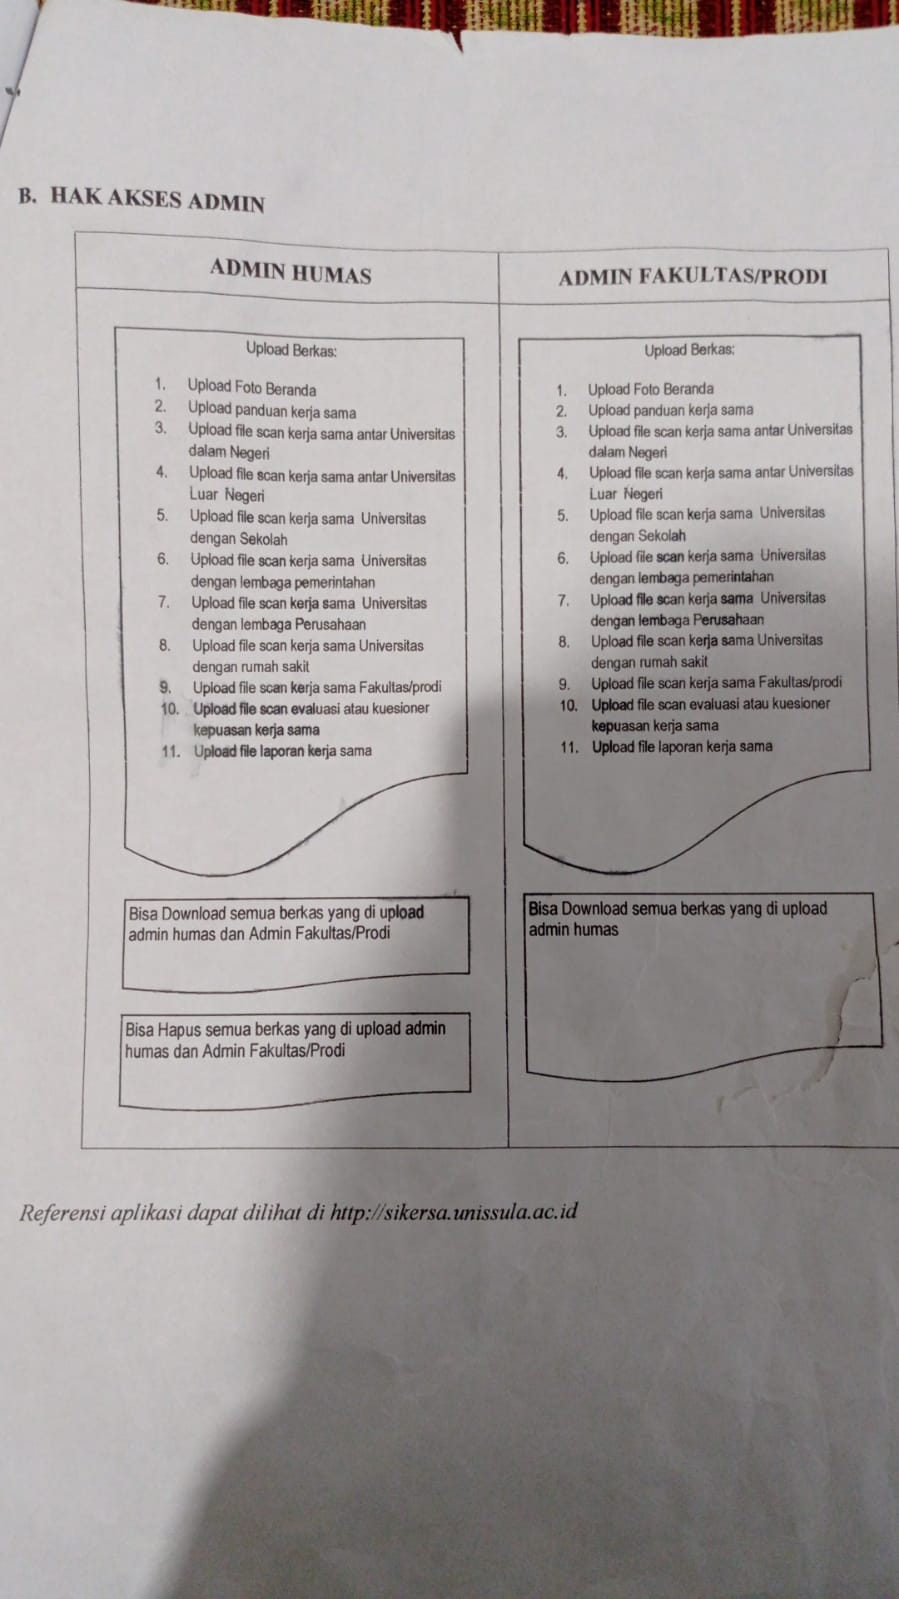 B. HAK AKSES ADMIN
ADMIN HUMAS
Upload Berkas:
1. Upload Foto Beranda
2. Upload panduan kerja sama
3. Upload file scan kerja sama antar Universitas
dalam Negeri
4. Upload file scan kerja sama antar Universitas
Luar Negeri
5. Upload file scan kerja sama Universitas
dengan Sekolah
6. Upload file scan kerja sama Universitas
dengan lembaga pemerintahan
7. Upload file scan kerja sama Universitas
dengan lembaga Perusahaan
8. Upload file scan kerja sama Universitas
dengan rumah sakit
9. Upload file scan kerja sama Fakultas/prodi
10. Upload file scan evaluasi atau kuesioner
kepuasan kerja sama
11. Upload file laporan kerja sama
Bisa Download semua berkas yang di upload
admin humas dan Admin Fakultas/Prodi
Bisa Hapus semua berkas yang di upload admin
humas dan Admin Fakultas/Prodi
ADMIN FAKULTAS/PRODI
Upload Berkas:
1. Upload Foto Beranda
2. Upload panduan kerja sama
3. Upload file scan kerja sama antar Universitas
dalam Negeri
4. Upload file scan kerja sama antar Universitas
Luar Negeri
5. Upload file scan kerja sama Universitas
dengan Sekolah
6. Upload file scan kerja sama Universitas
dengan lembaga pemerintahan
7. Upload file scan kerja sama Universitas
dengan lembaga Perusahaan
8. Upload file scan kerja sama Universitas
dengan rumah sakit
9. Upload file scan kerja sama Fakultas/prodi
10. Upload file scan evaluasi atau kuesioner
kepuasan kerja sama
11. Upload file laporan kerja sama
Bisa Download semua berkas yang di upload
admin humas
Referensi aplikasi dapat dilihat di http://sikersa.unissula.ac.id